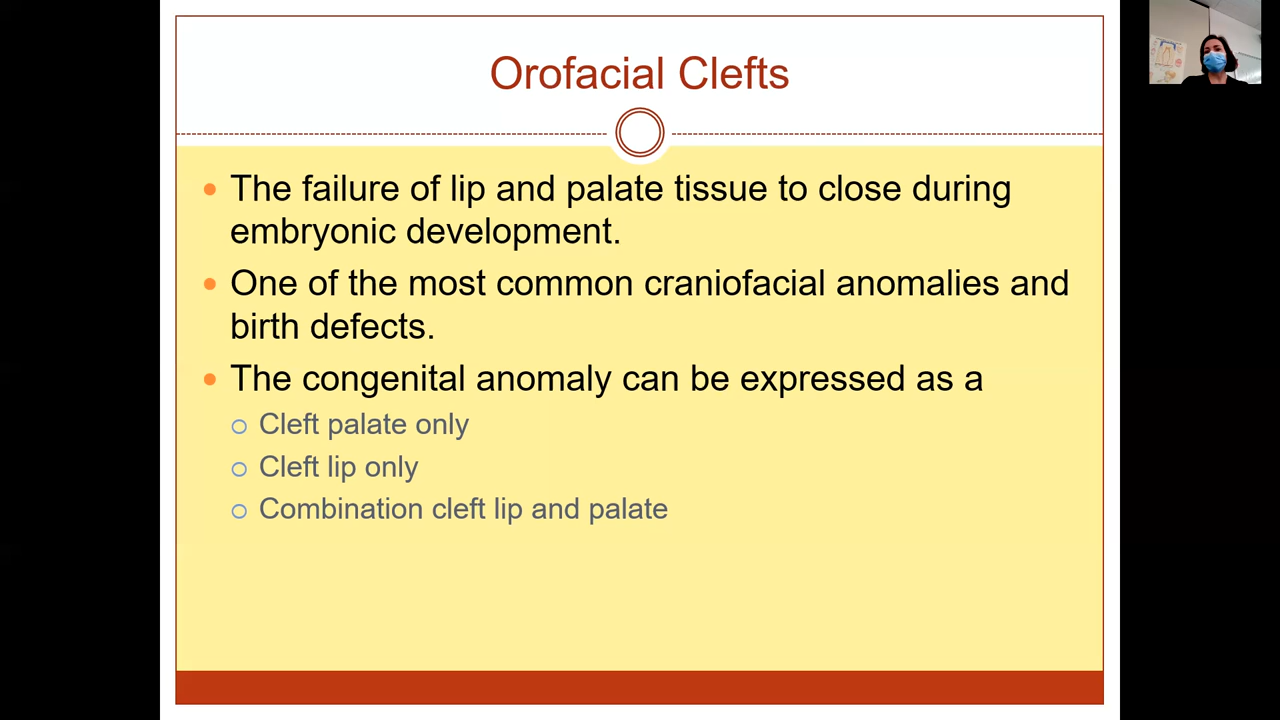 Orofacial Clefts
• The failure of lip and palate tissue to close during
embryonic development.
• One of the most common craniofacial anomalies and
birth defects.
• The congenital anomaly can be expressed as a
○ Cleft palate only
○ Cleft lip only
○ Combination cleft lip and palate